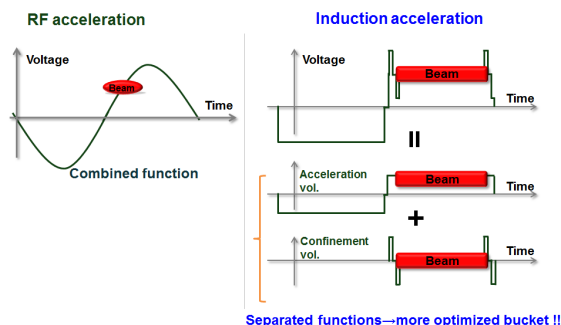 RF acceleration
Voltage
Beam
Time
Combined function
Induction acceleration
Voltage
Beam
Time
=
Acceleration
vol.
Beam
Time
+
Confinement
vol.
Beam
Time
Separated functions→more optimized bucket !!